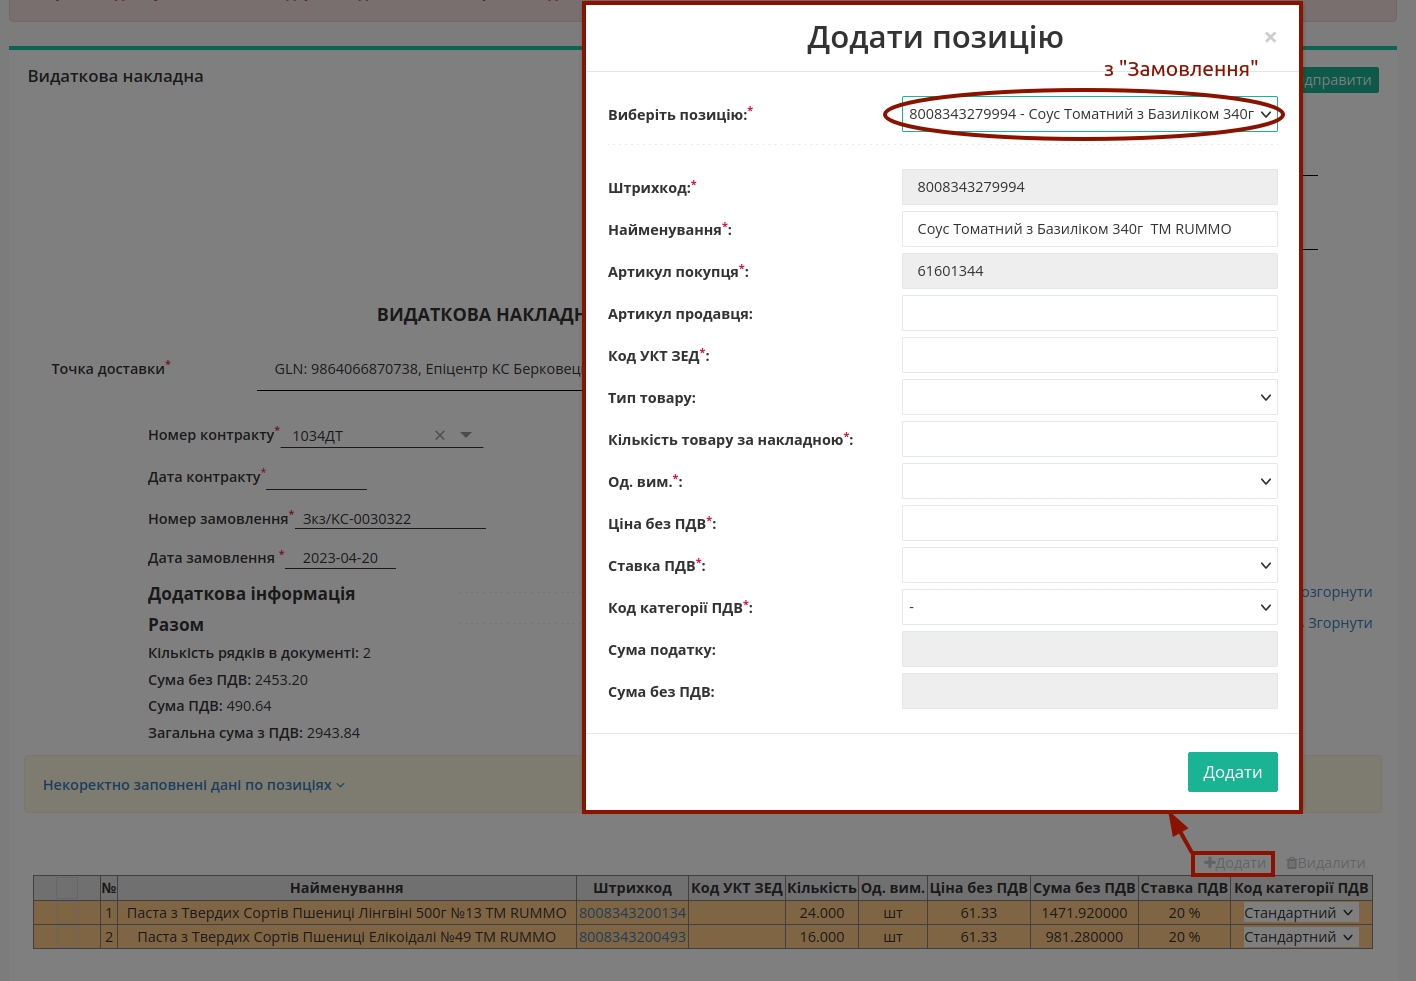 Додати позицію
×
з "Замовлення"
Видаткова накладна
дправити
Виберіть позицію:*
8008343279994 - Соус Томатний з Базиліком 340г
Штрихкод:*
8008343279994
Найменування*:
Соус Томатний з Базиліком 340г  ТМ RUMMO
Артикул покупця*:
61601344
Артикул продавця:
Код УКТ ЗЕД*:
Тип товару:
Кількість товару за накладною*:
Од. вим.*:
Ціна без ПДВ*:
Ставка ПДВ*:
Код категорії ПДВ*:
-
Сума податку:
Сума без ПДВ:
Додати
ВИДАТКОВА НАКЛАДН
Точка доставки*
GLN: 9864066870738, Епіцентр КС Берковец
Номер контракту* 1034ДТ
Дата контракту*
Номер замовлення* Зкз/КС-0030322
Дата замовлення * 2023-04-20
Додаткова інформація
озгорнути
Разом
Згорнути
Кількість рядків в документі: 2
Сума без ПДВ: 2453.20
Сума ПДВ: 490.64
Загальна сума з ПДВ: 2943.84
Некоректно заповнені дані по позиціях
Додати Видалити
№ Найменування Штрихкод Код УКТ ЗЕД Кількість Од. вим. Ціна без ПДВ Сума без ПДВ Ставка ПДВ Код категорії ПДВ
1 Паста з Твердих Сортів Пшениці Лінгвіні 500г №13 ТМ RUMMO 8008343200134 24.000 шт 61.33 1471.920000 20 % Стандартний
2 Паста з Твердих Сортів Пшениці Елікоідалі №49 ТМ RUMMO 8008343200493 16.000 шт 61.33 981.280000 20 % Стандартний